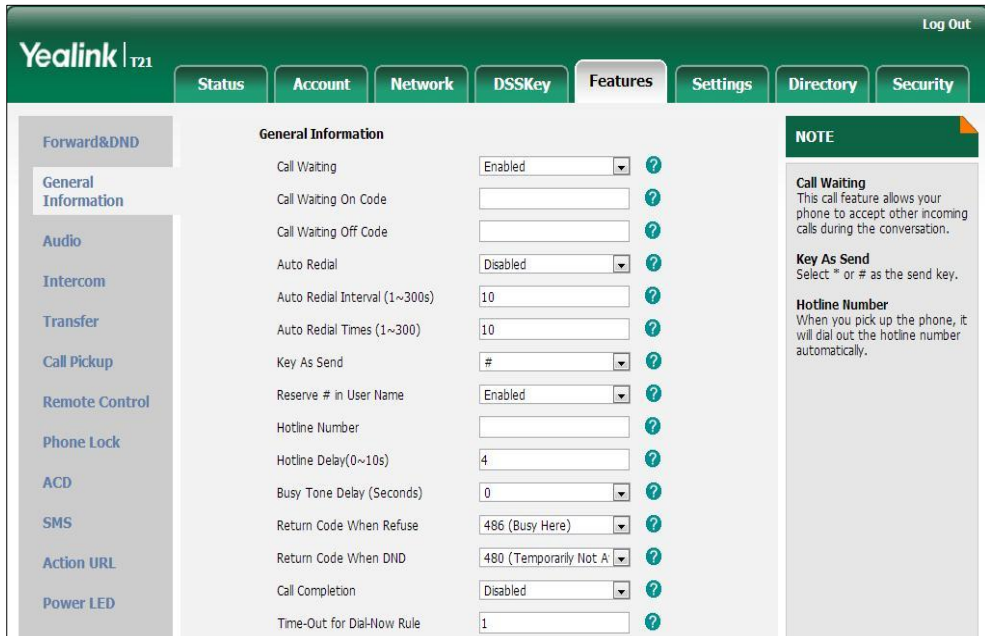 Log Out
Yealink | T21
Status Account Network DSSKey Features Settings Directory Security
Forward&DND
General
Information
Audio
Intercom
Transfer
Call Pickup
Remote Control
Phone Lock
ACD
SMS
Action URL
Power LED
General Information
Call Waiting Enabled ?
Call Waiting On Code ?
Call Waiting Off Code ?
Auto Redial Disabled ?
Auto Redial Interval (1~300s) 10 ?
Auto Redial Times (1~300) 10 ?
Key As Send # ?
Reserve # in User Name Enabled ?
Hotline Number ?
Hotline Delay(0~10s) 4 ?
Busy Tone Delay (Seconds) 0 ?
Return Code When Refuse 486 (Busy Here) ?
Return Code When DND 480 (Temporarily Not A ?
Call Completion Disabled ?
Time-Out for Dial-Now Rule 1 ?
NOTE
Call Waiting
This call feature allows your
phone to accept other incoming
calls during the conversation.
Key As Send
Select * or # as the send key.
Hotline Number
When you pick up the phone, it
will dial out the hotline number
automatically.